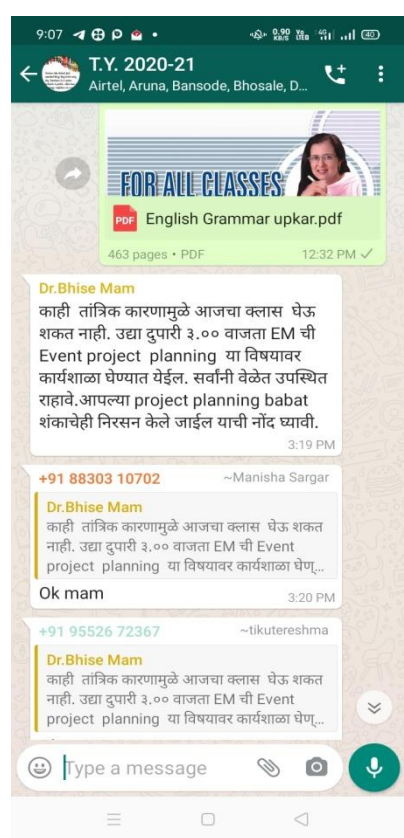 9:07
0.90 KB/S
4G
40
T.Y. 2020-21
Airtel, Aruna, Bansode, Bhosale, D...
FOR ALL CLASSES
PDF English Grammar upkar.pdf
463 pages • PDF 12:32 PM
Dr.Bhise Mam
काही तांत्रिक कारणामुळे आजचा क्लास घेऊ
शकत नाही. उद्या दुपारी ३.०० वाजता EM ची
Event project planning या विषयावर
कार्यशाळा घेण्यात येईल. सर्वांनी वेळेत उपस्थित
राहावे.आपल्या project planning babat
शंकाचेही निरसन केले जाईल याची नोंद घ्यावी.
3:19 PM
+91 88303 10702 ~Manisha Sargar
Dr.Bhise Mam
काही तांत्रिक कारणामुळे आजचा क्लास घेऊ शकत
नाही. उद्या दुपारी ३.०० वाजता EM ची Event
project planning या विषयावर कार्यशाळा घेण्...
Ok mam 3:20 PM
+91 95526 72367 ~tikutereshma
Dr.Bhise Mam
काही तांत्रिक कारणामुळे आजचा क्लास घेऊ शकत
नाही. उद्या दुपारी ३.०० वाजता EM ची Event
project planning या विषयावर कार्यशाळा घेण्...
Type a message